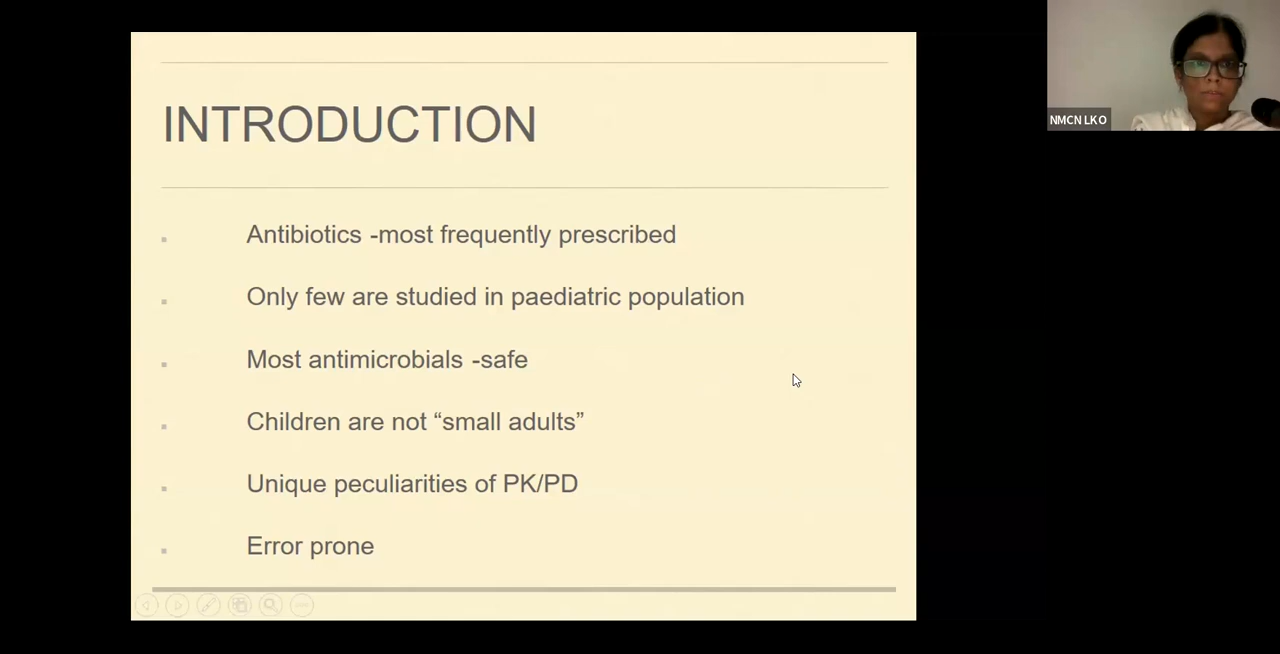 INTRODUCTION
Antibiotics -most frequently prescribed
Only few are studied in paediatric population
Most antimicrobials -safe
Children are not “small adults”
Unique peculiarities of PK/PD
Error prone
NMCN LKO